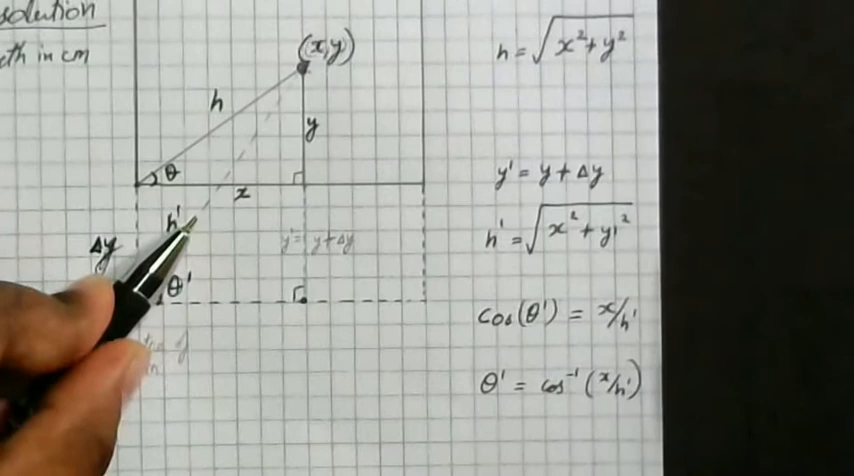 solution
h = √x² + y²
(x,y)
th in cm
h
y
θ
x
y' = y + Δy
h'
h' = √x² + y'²
Δy
y' = y + Δy
θ'
cos(θ') = x/h'
θ' = cos⁻¹ (x/h')